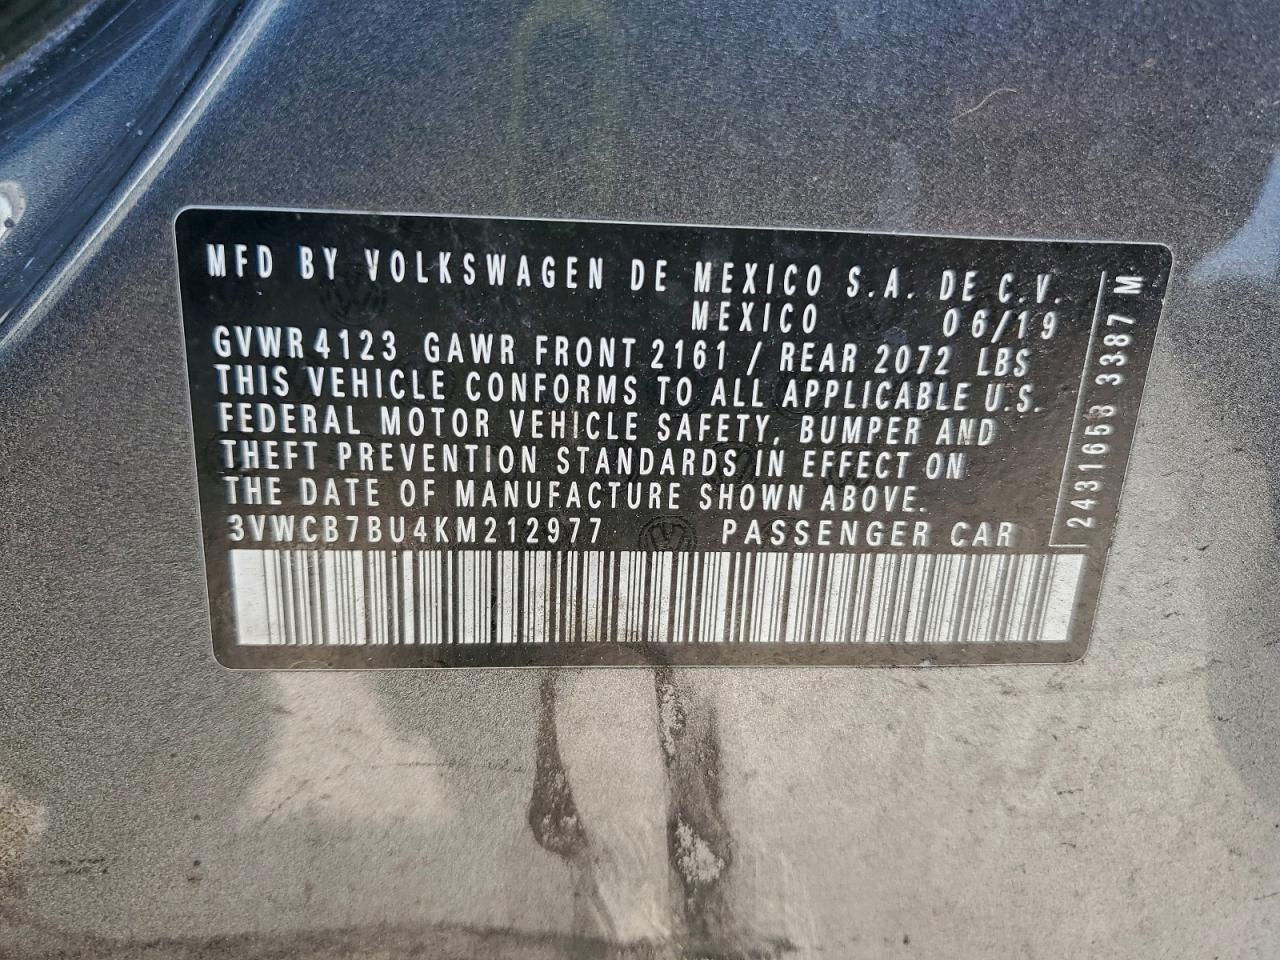 MFD BY VOLKSWAGEN DE MEXICO S.A. DE C.V.
MEXICO 06/19
GVWR 4123 GAWR FRONT 2161 / REAR 2072 LBS
THIS VEHICLE CONFORMS TO ALL APPLICABLE U.S.
FEDERAL MOTOR VEHICLE SAFETY, BUMPER AND
THEFT PREVENTION STANDARDS IN EFFECT ON
THE DATE OF MANUFACTURE SHOWN ABOVE.
3VWCB7BU4KM212977 PASSENGER CAR
2431668 3387 M